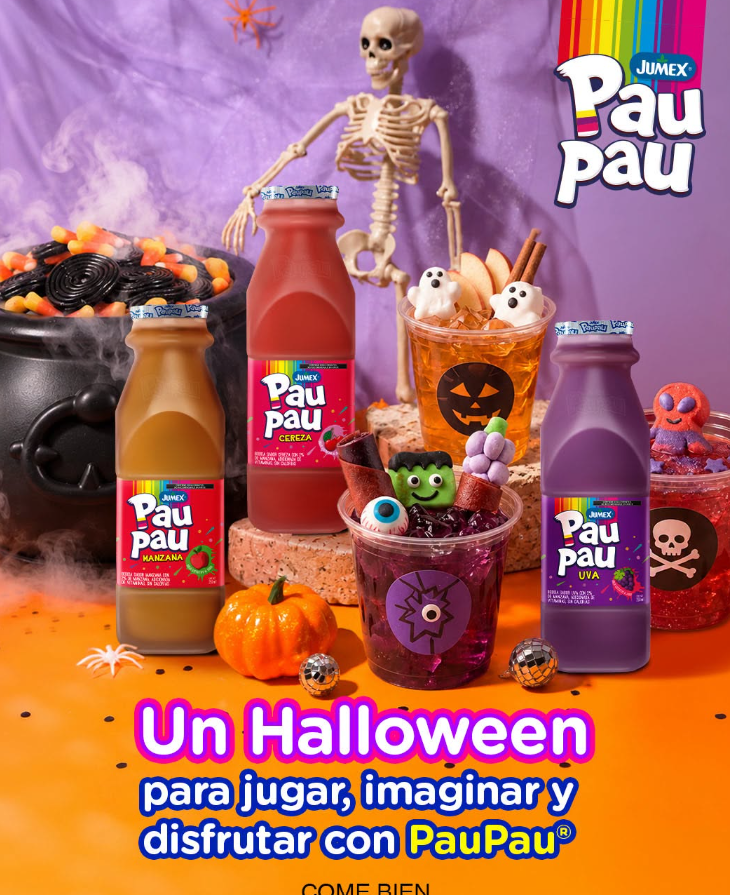 JUMEX®
Pau
pau
JUMEX
Pau
pau
CEREZA
JUMEX
Pau
pau
MANZANA
JUMEX
Pau
pau
UVA
Un Halloween
para jugar, imaginar y
disfrutar con PauPau®
COME BIEN